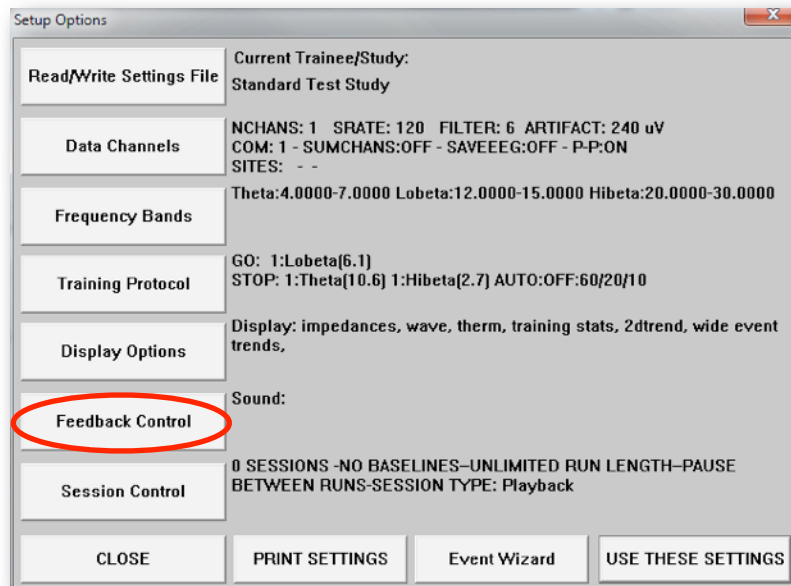 Setup Options
Read/Write Settings File
Current Trainee/Study:
Standard Test Study
Data Channels
NCHANS: 1 SRATE: 120 FILTER: 6 ARTIFACT: 240 uV
COM: 1 - SUMCHANS:OFF - SAVEEEG:OFF - P-P:ON
SITES: - -
Frequency Bands
Theta:4.0000-7.0000 Lobeta:12.0000-15.0000 Hibeta:20.0000-30.0000
Training Protocol
GO: 1:Lobeta(6.1)
STOP: 1:Theta(10.6) 1:Hibeta(2.7) AUTO:OFF:60/20/10
Display Options
Display: impedances, wave, therm, training stats, 2dtrend, wide event
trends,
Feedback Control
Sound:
Session Control
0 SESSIONS -NO BASELINES--UNLIMITED RUN LENGTH--PAUSE
BETWEEN RUNS-SESSION TYPE: Playback
CLOSE
PRINT SETTINGS
Event Wizard
USE THESE SETTINGS